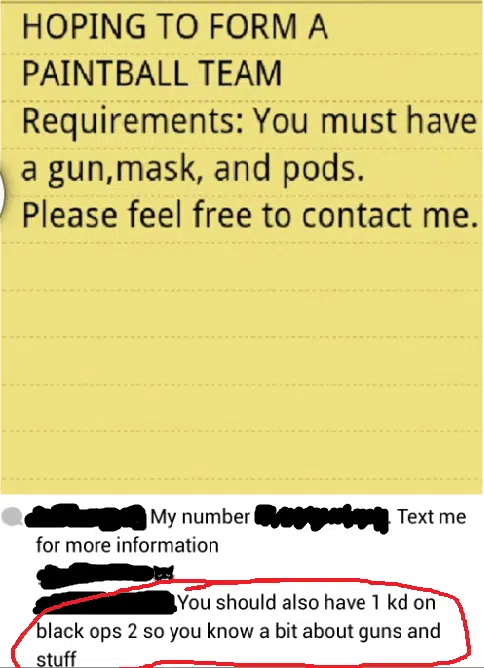 HOPING TO FORM A
PAINTBALL TEAM
Requirements: You must have
a gun,mask, and pods.
Please feel free to contact me.
My number . Text me
for more information
You should also have 1 kd on
black ops 2 so you know a bit about guns and
stuff